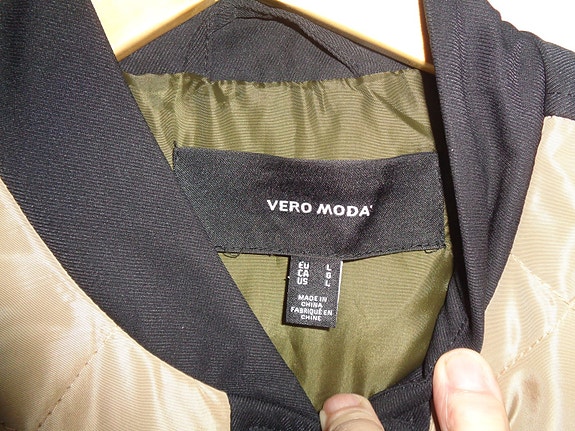 VERO MODA
EU L
CA G
US L
MADE IN
CHINA
FABRIQUÉ EN
CHINE